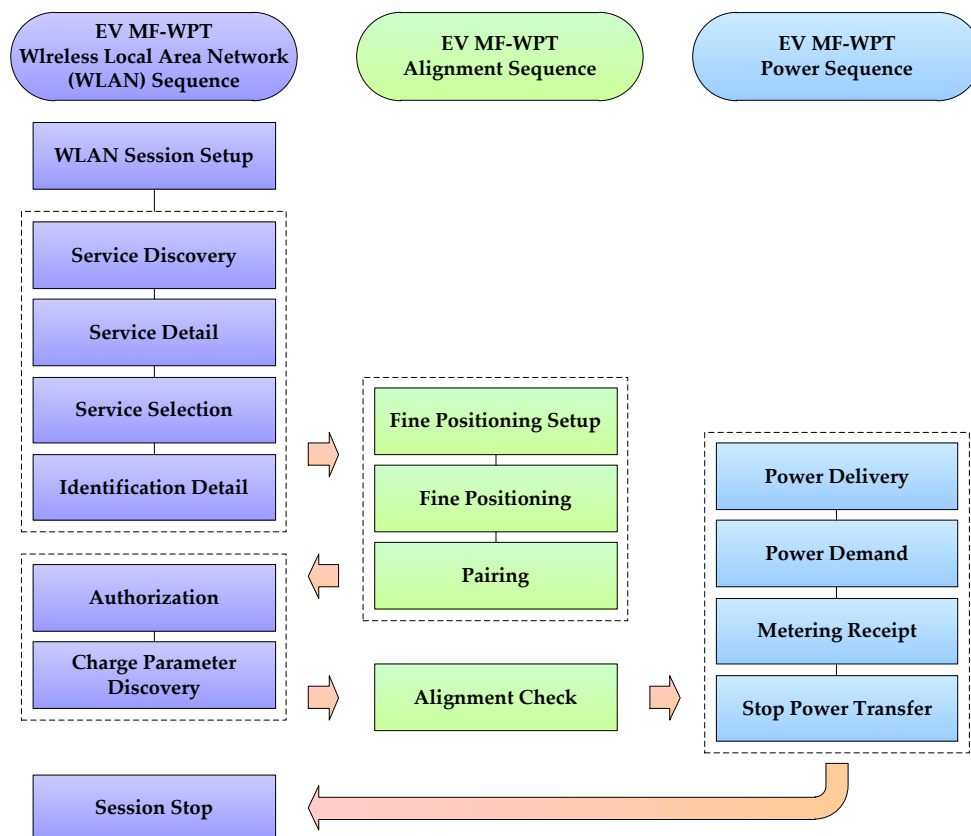 EV MF-WPT
WIreless Local Area Network
(WLAN) Sequence
EV MF-WPT
Alignment Sequence
EV MF-WPT
Power Sequence
WLAN Session Setup
Service Discovery
Service Detail
Service Selection
Identification Detail
Authorization
Charge Parameter
Discovery
Session Stop
Fine Positioning Setup
Fine Positioning
Pairing
Alignment Check
Power Delivery
Power Demand
Metering Receipt
Stop Power Transfer